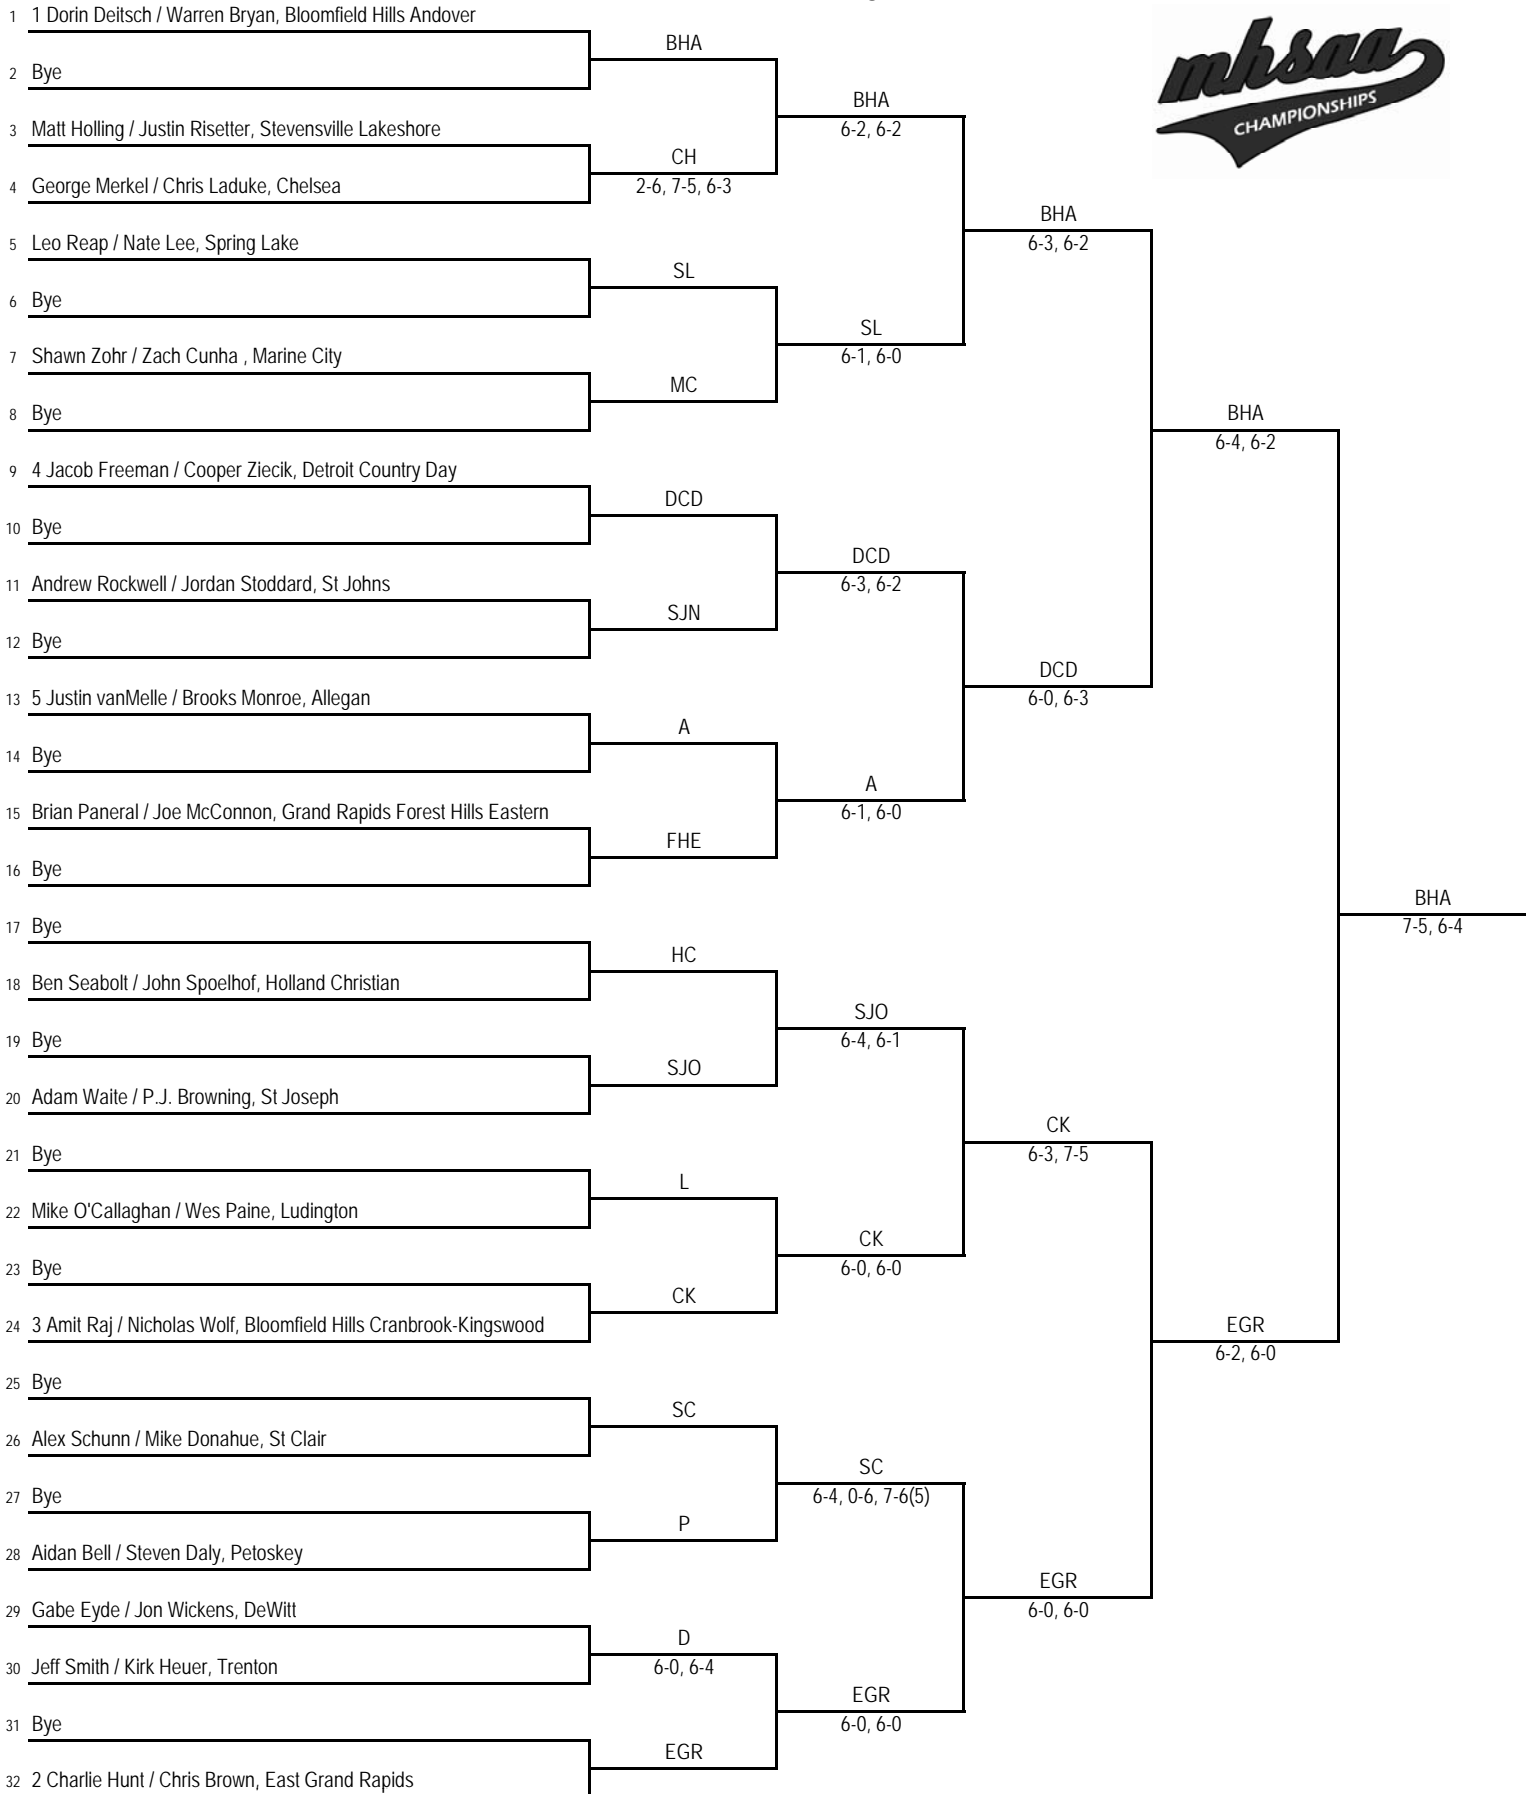 1 1 Dorin Deitsch / Warren Bryan, Bloomfield Hills Andover
mhsaa
CHAMPIONSHIPS
BHA
2 Bye
BHA
6-2, 6-2
3 Matt Holling / Justin Risetter, Stevensville Lakeshore
CH
2-6, 7-5, 6-3
4 George Merkel / Chris Laduke, Chelsea
BHA
6-3, 6-2
5 Leo Reap / Nate Lee, Spring Lake
SL
6 Bye
SL
6-1, 6-0
7 Shawn Zohr / Zach Cunha , Marine City
MC
8 Bye
BHA
6-4, 6-2
9 4 Jacob Freeman / Cooper Ziecik, Detroit Country Day
DCD
10 Bye
DCD
6-3, 6-2
11 Andrew Rockwell / Jordan Stoddard, St Johns
SJN
12 Bye
DCD
6-0, 6-3
13 5 Justin vanMelle / Brooks Monroe, Allegan
A
14 Bye
A
6-1, 6-0
15 Brian Paneral / Joe McConnon, Grand Rapids Forest Hills Eastern
FHE
16 Bye
BHA
7-5, 6-4
17 Bye
HC
18 Ben Seabolt / John Spoelhof, Holland Christian
SJO
6-4, 6-1
19 Bye
SJO
20 Adam Waite / P.J. Browning, St Joseph
CK
6-3, 7-5
21 Bye
L
22 Mike O'Callaghan / Wes Paine, Ludington
CK
6-0, 6-0
23 Bye
CK
24 3 Amit Raj / Nicholas Wolf, Bloomfield Hills Cranbrook-Kingswood
EGR
6-2, 6-0
25 Bye
SC
26 Alex Schunn / Mike Donahue, St Clair
SC
6-4, 0-6, 7-6(5)
27 Bye
P
28 Aidan Bell / Steven Daly, Petoskey
EGR
6-0, 6-0
29 Gabe Eyde / Jon Wickens, DeWitt
D
6-0, 6-4
30 Jeff Smith / Kirk Heuer, Trenton
EGR
6-0, 6-0
31 Bye
EGR
32 2 Charlie Hunt / Chris Brown, East Grand Rapids